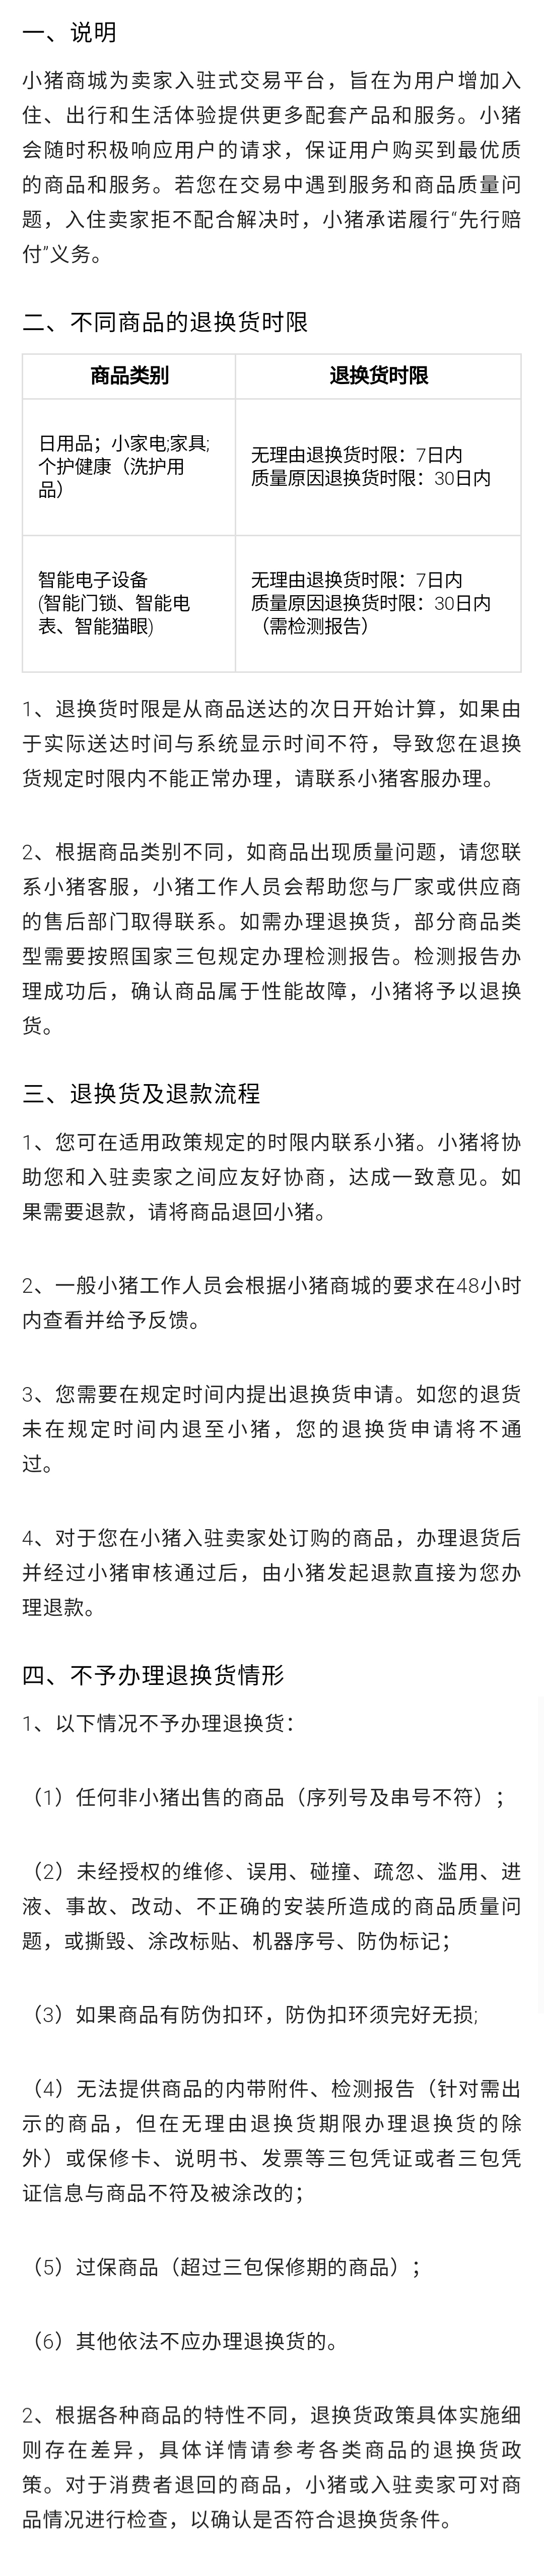 一、说明
小猪商城为卖家入驻式交易平台，旨在为用户增加入
住、出行和生活体验提供更多配套产品和服务。小猪
会随时积极响应用户的请求，保证用户购买到最优质
的商品和服务。若您在交易中遇到服务和商品质量问
题，入住卖家拒不配合解决时，小猪承诺履行“先行赔
付”义务。
二、不同商品的退换货时限
商品类别
退换货时限
日用品；小家电;家具;
个护健康（洗护用
品）
无理由退换货时限：7日内
质量原因退换货时限：30日内
智能电子设备
(智能门锁、智能电
表、智能猫眼)
无理由退换货时限：7日内
质量原因退换货时限：30日内
（需检测报告）
1、退换货时限是从商品送达的次日开始计算，如果由
于实际送达时间与系统显示时间不符，导致您在退换
货规定时限内不能正常办理，请联系小猪客服办理。
2、根据商品类别不同，如商品出现质量问题，请您联
系小猪客服，小猪工作人员会帮助您与厂家或供应商
的售后部门取得联系。如需办理退换货，部分商品类
型需要按照国家三包规定办理检测报告。检测报告办
理成功后，确认商品属于性能故障，小猪将予以退换
货。
三、退换货及退款流程
1、您可在适用政策规定的时限内联系小猪。小猪将协
助您和入驻卖家之间应友好协商，达成一致意见。如
果需要退款，请将商品退回小猪。
2、一般小猪工作人员会根据小猪商城的要求在48小时
内查看并给予反馈。
3、您需要在规定时间内提出退换货申请。如您的退货
未在规定时间内退至小猪，您的退换货申请将不通
过。
4、对于您在小猪入驻卖家处订购的商品，办理退货后
并经过小猪审核通过后，由小猪发起退款直接为您办
理退款。
四、不予办理退换货情形
1、以下情况不予办理退换货：
（1）任何非小猪出售的商品（序列号及串号不符）；
（2）未经授权的维修、误用、碰撞、疏忽、滥用、进
液、事故、改动、不正确的安装所造成的商品质量问
题，或撕毁、涂改标贴、机器序号、防伪标记；
（3）如果商品有防伪扣环，防伪扣环须完好无损;
（4）无法提供商品的内带附件、检测报告（针对需出
示的商品，但在无理由退换货期限办理退换货的除
外）或保修卡、说明书、发票等三包凭证或者三包凭
证信息与商品不符及被涂改的；
（5）过保商品（超过三包保修期的商品）；
（6）其他依法不应办理退换货的。
2、根据各种商品的特性不同，退换货政策具体实施细
则存在差异，具体详情请参考各类商品的退换货政
策。对于消费者退回的商品，小猪或入驻卖家可对商
品情况进行检查，以确认是否符合退换货条件。